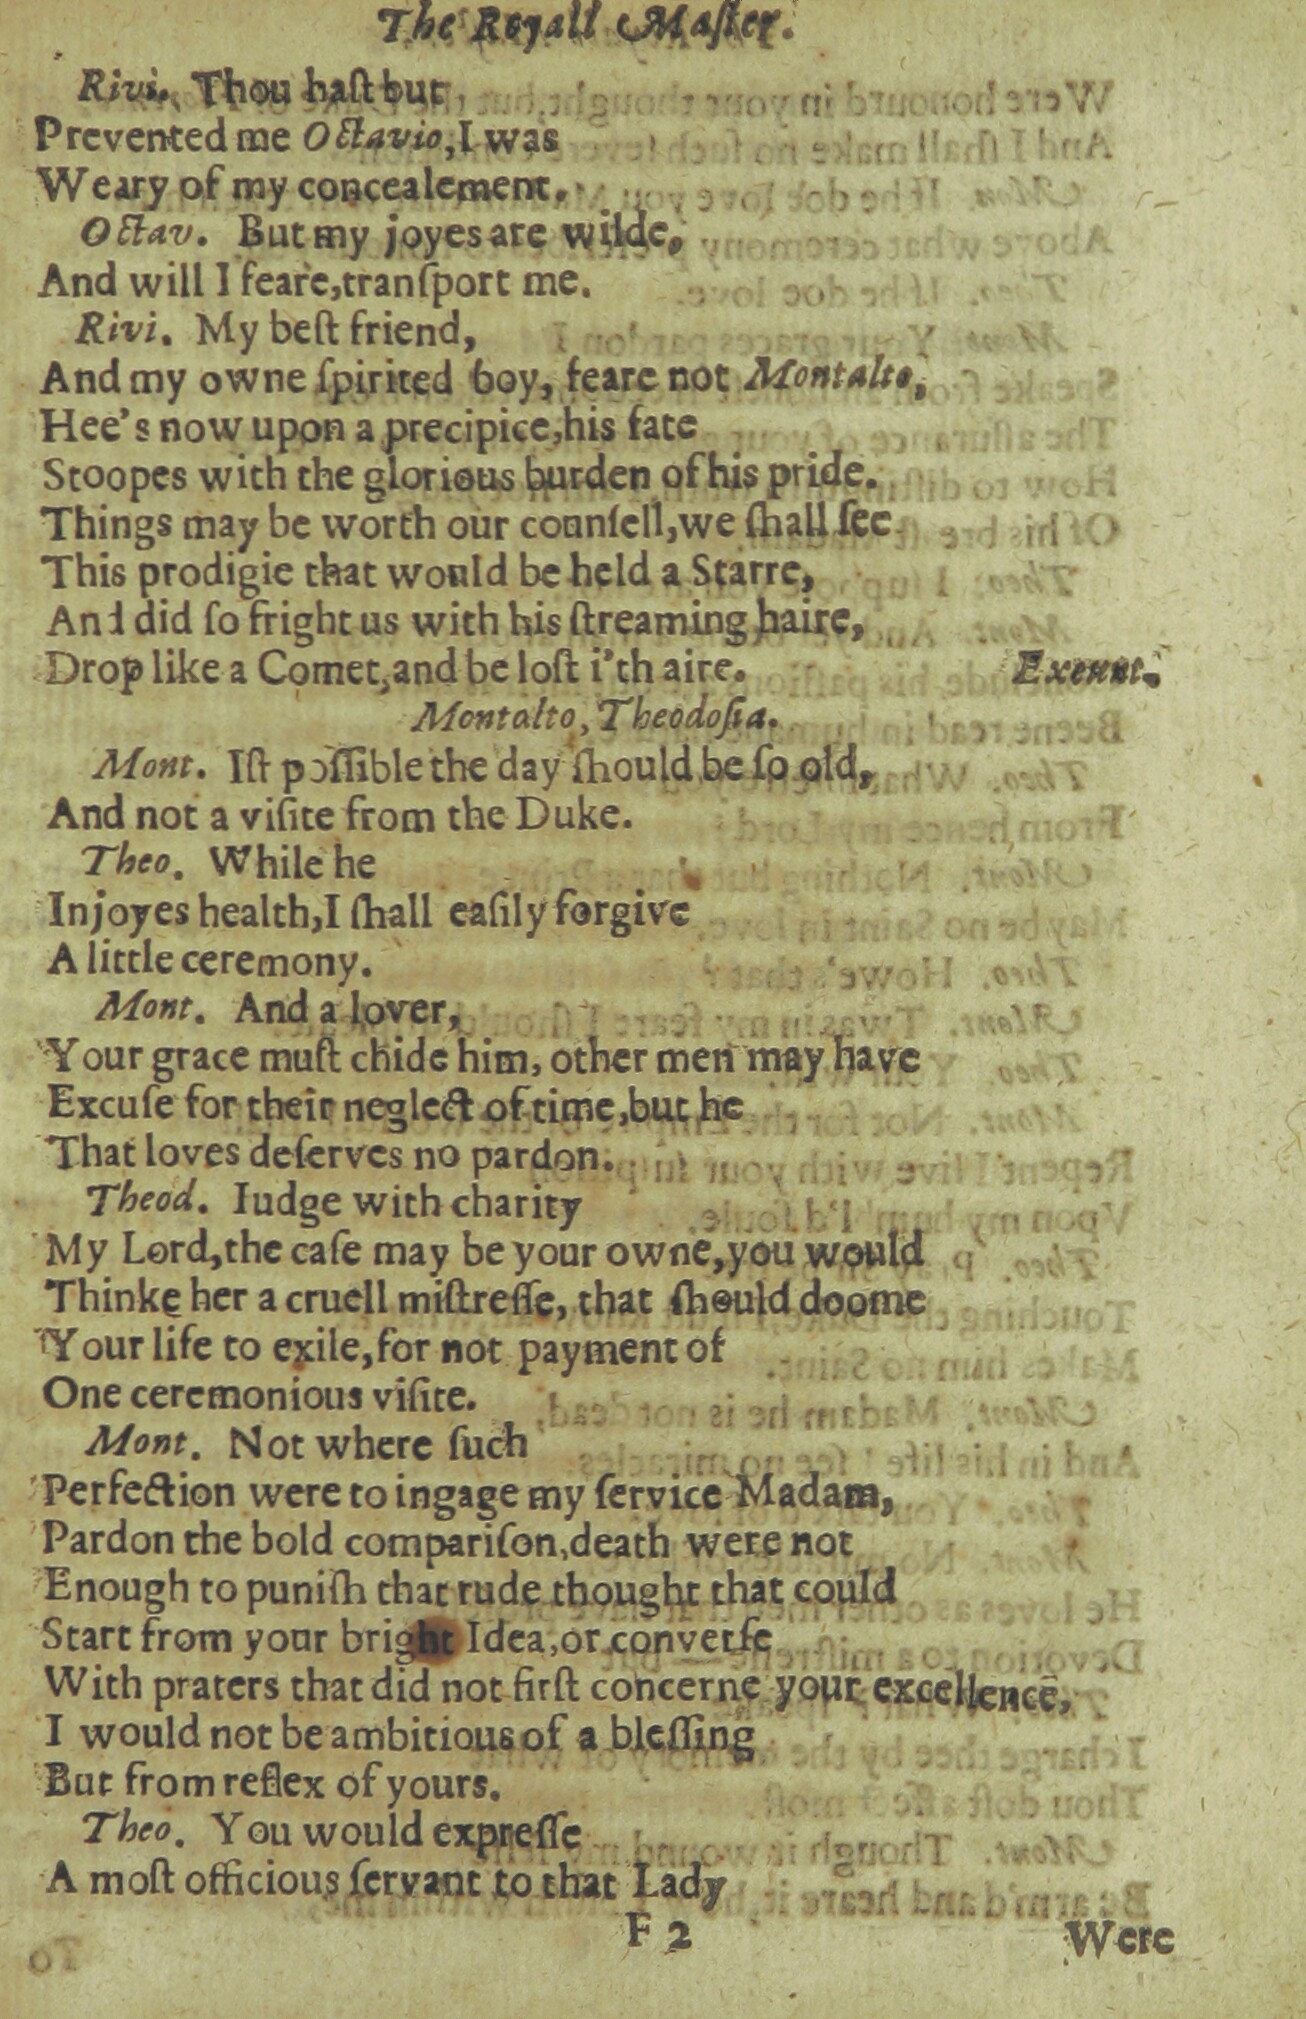 The Royall Maſter.
Rivi. Thou haſt but
Prevented me Octavio, I was
Weary of my concealement.
Octav. But my joyes are wilde,
And will I feare, tranſport me.
Rivi. My beſt friend,
And my owne ſpirited boy, feare not Montalto,
Hee's now upon a precipice, his fate
Stoopes with the glorious burden of his pride.
Things may be worth our counſell, we ſhall ſee
This prodigie that would be held a Starre,
And did ſo fright us with his ſtreaming haire,
Drop like a Comet, and be loſt i'th aire. Exeunt.
Montalto, Theodoſia.
Mont. Iſt poſſible the day ſhould be ſo old,
And not a viſite from the Duke.
Theo. While he
Injoyes health, I ſhall eaſily forgive
A little ceremony.
Mont. And a lover,
Your grace muſt chide him, other men may have
Excuſe for their neglect of time, but he
That loves deſerves no pardon.
Theod. Iudge with charity
My Lord, the caſe may be your owne, you would
Thinke her a cruell miſtreſſe, that ſhould doome
Your life to exile, for not payment of
One ceremonious viſite.
Mont. Not where ſuch
Perfection were to ingage my ſervice Madam,
Pardon the bold compariſon, death were not
Enough to puniſh that rude thought that could
Start from your bright Idea, or converſe
With praters that did not firſt concerne your excellence,
I would not be ambitious of a bleſſing
But from reflex of yours.
Theo. You would expreſſe
A moſt officious ſervant to that Lady
F 2 Were